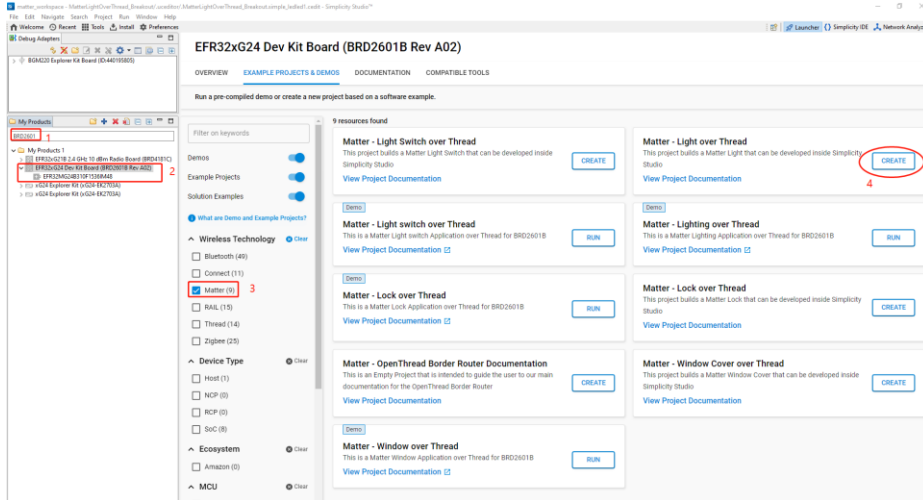 matter_workspace - MatterLightOverThread_Breakout/.uceditor/.MatterLightOverThread_Breakout.simple_ledled1.cedit - Simplicity Studio™
File Edit Navigate Search Project Run Window Help
Welcome Recent Tools Install Preferences
Launcher {} Simplicity IDE Network Analyz
Debug Adapters
BGM220 Explorer Kit Board (ID:440195805)
EFR32xG24 Dev Kit Board (BRD2601B Rev A02)
OVERVIEW EXAMPLE PROJECTS & DEMOS DOCUMENTATION COMPATIBLE TOOLS
Run a pre-compiled demo or create a new project based on a software example.
My Products
BRD2601 1
My Products 1
EFR32xG21B 2.4 GHz 10 dBm Radio Board (BRD4181C)
EFR32xG24 Dev Kit Board (BRD2601B Rev A02) 2
EFR32MG24B310F1536IM48
xG24 Explorer Kit (xG24-EK2703A)
xG24 Explorer Kit (xG24-EK2703A)
Filter on keywords
Demos
Example Projects
Solution Examples
What are Demo and Example Projects?
Wireless Technology Clear
Bluetooth (49)
Connect (11)
Matter (9) 3
RAIL (15)
Thread (14)
Zigbee (25)
Device Type Clear
Host (1)
NCP (0)
RCP (0)
SoC (8)
Ecosystem Clear
Amazon (0)
MCU Clear
9 resources found
Matter - Light Switch over Thread
This project builds a Matter Light Switch that can be developed inside
Simplicity Studio
CREATE
View Project Documentation
Matter - Light over Thread
This project builds a Matter Light that can be developed inside Simplicity
Studio
CREATE
4
View Project Documentation
Demo
Matter - Light switch over Thread
This is a Matter Light switch Application over Thread for BRD2601B
RUN
View Project Documentation
Demo
Matter - Lighting over Thread
This is a Matter Lighting Application over Thread for BRD2601B
RUN
View Project Documentation
Demo
Matter - Lock over Thread
This is a Matter Lock Application over Thread for BRD2601B
RUN
View Project Documentation
Matter - Lock over Thread
This project builds a Matter Lock that can be developed inside Simplicity
Studio
CREATE
View Project Documentation
Matter - OpenThread Border Router Documentation
This is an Empty Project that is intended to guide the user to our main
documentation for the OpenThread Border Router
CREATE
View Project Documentation
Matter - Window Cover over Thread
This project builds a Matter Window Cover that can be developed inside
Simplicity Studio
CREATE
View Project Documentation
Demo
Matter - Window over Thread
This is a Matter Window Application over Thread for BRD2601B
RUN
View Project Documentation